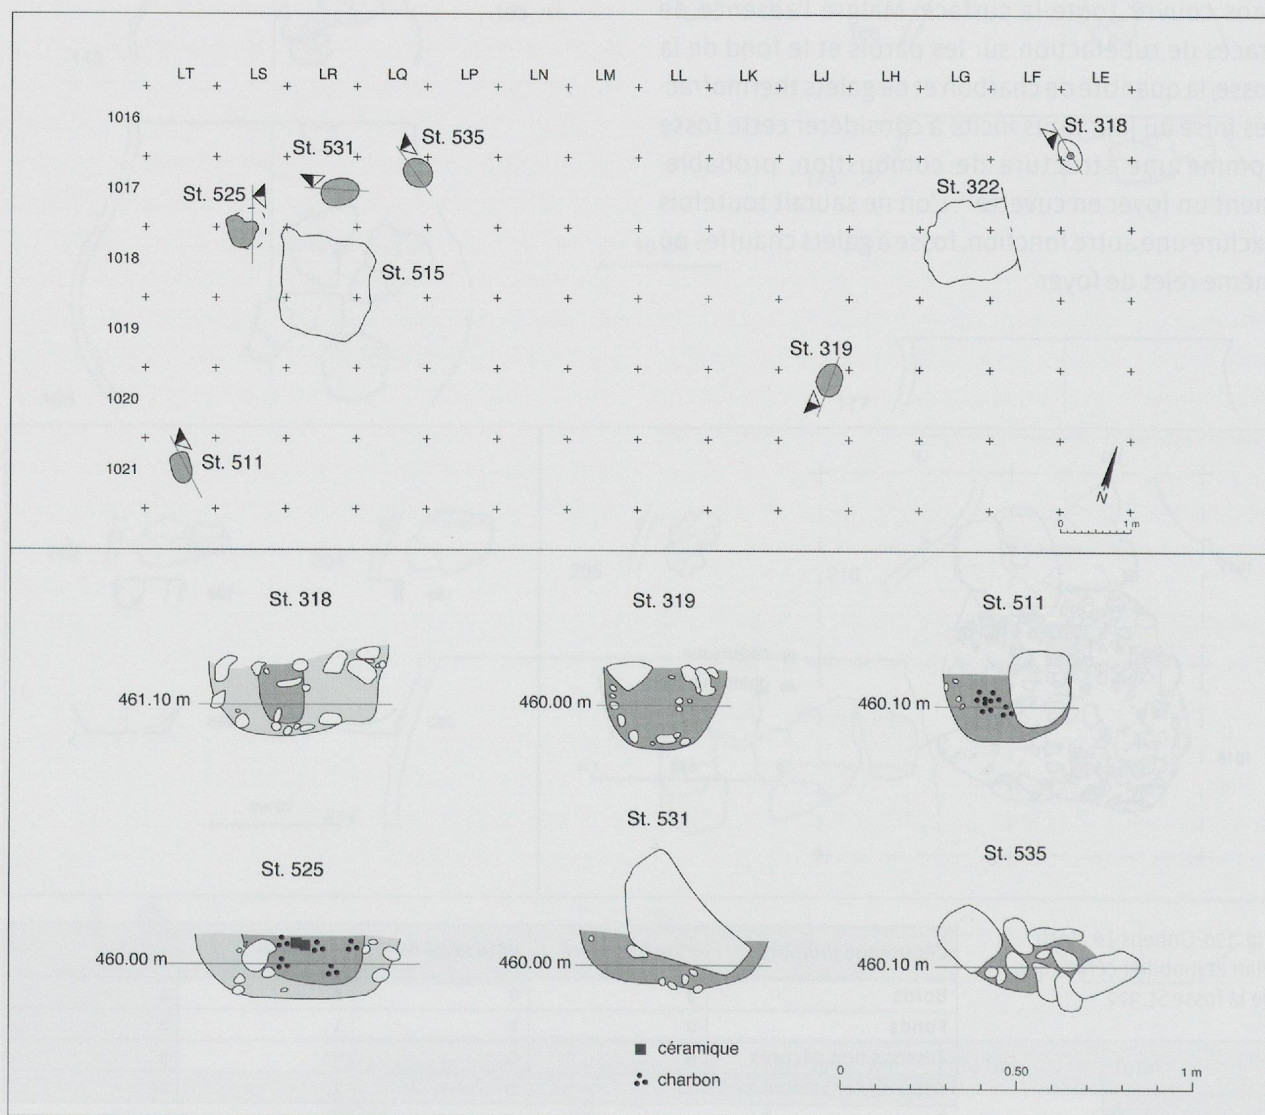 LT LS LR LQ LP LN LM LL LK LJ LH LG LF LE
1016
St. 318
St. 535
St. 531
1017
St. 322
St. 525
1018
St. 515
1019
St. 319
1020
St. 511
1021
N
0 1 m
St. 318 St. 319 St. 511
461.10 m 460.00 m 460.10 m
St. 531
St. 535
St. 525
460.00 m 460.00 m 460.10 m
céramique
charbon
0 0.50 1 m